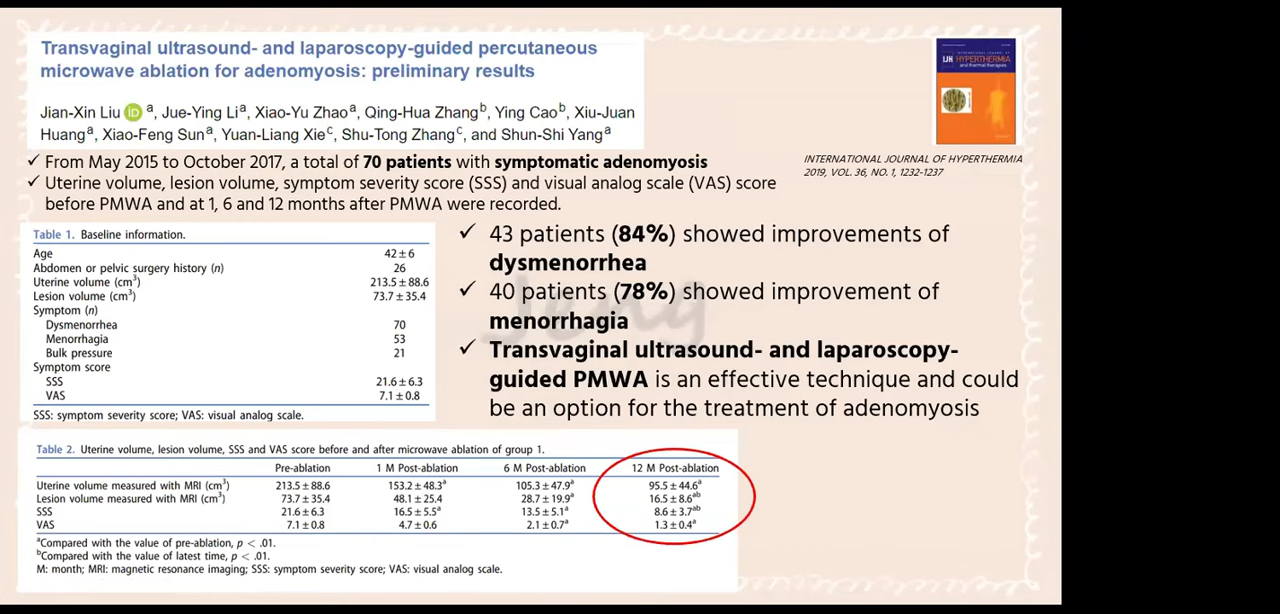 Transvaginal ultrasound- and laparoscopy-guided percutaneous
microwave ablation for adenomyosis: preliminary results
Jian-Xin Liu iD a, Jue-Ying Lia, Xiao-Yu Zhaoa, Qing-Hua Zhangb, Ying Caob, Xiu-Juan
Huanga, Xiao-Feng Suna, Yuan-Liang Xiec, Shu-Tong Zhangc, and Shun-Shi Yanga
IJH HYPERTHERMIA
and thermal therapies
INTERNATIONAL JOURNAL OF HYPERTHERMIA
2019, VOL. 36, NO. 1, 1232-1237
✓ From May 2015 to October 2017, a total of 70 patients with symptomatic adenomyosis
✓ Uterine volume, lesion volume, symptom severity score (SSS) and visual analog scale (VAS) score
before PMWA and at 1, 6 and 12 months after PMWA were recorded.
Table 1. Baseline information.
Age 42 ± 6
Abdomen or pelvic surgery history (n) 26
Uterine volume (cm3) 213.5 ± 88.6
Lesion volume (cm3) 73.7 ± 35.4
Symptom (n)
Dysmenorrhea 70
Menorrhagia 53
Bulk pressure 21
Symptom score
SSS 21.6 ± 6.3
VAS 7.1 ± 0.8
SSS: symptom severity score; VAS: visual analog scale.
✓ 43 patients (84%) showed improvements of
dysmenorrhea
✓ 40 patients (78%) showed improvement of
menorrhagia
✓ Transvaginal ultrasound- and laparoscopy-
guided PMWA is an effective technique and could
be an option for the treatment of adenomyosis
Jeng
Table 2. Uterine volume, lesion volume, SSS and VAS score before and after microwave ablation of group 1.
Pre-ablation 1 M Post-ablation 6 M Post-ablation 12 M Post-ablation
Uterine volume measured with MRI (cm3) 213.5 ± 88.6 153.2 ± 48.3a 105.3 ± 47.9a 95.5 ± 44.6a
Lesion volume measured with MRI (cm3) 73.7 ± 35.4 48.1 ± 25.4 28.7 ± 19.9a 16.5 ± 8.6ab
SSS 21.6 ± 6.3 16.5 ± 5.5a 13.5 ± 5.1a 8.6 ± 3.7ab
VAS 7.1 ± 0.8 4.7 ± 0.6 2.1 ± 0.7a 1.3 ± 0.4a
aCompared with the value of pre-ablation, p < .01.
bCompared with the value of latest time, p < .01.
M: month; MRI: magnetic resonance imaging; SSS: symptom severity score; VAS: visual analog scale.